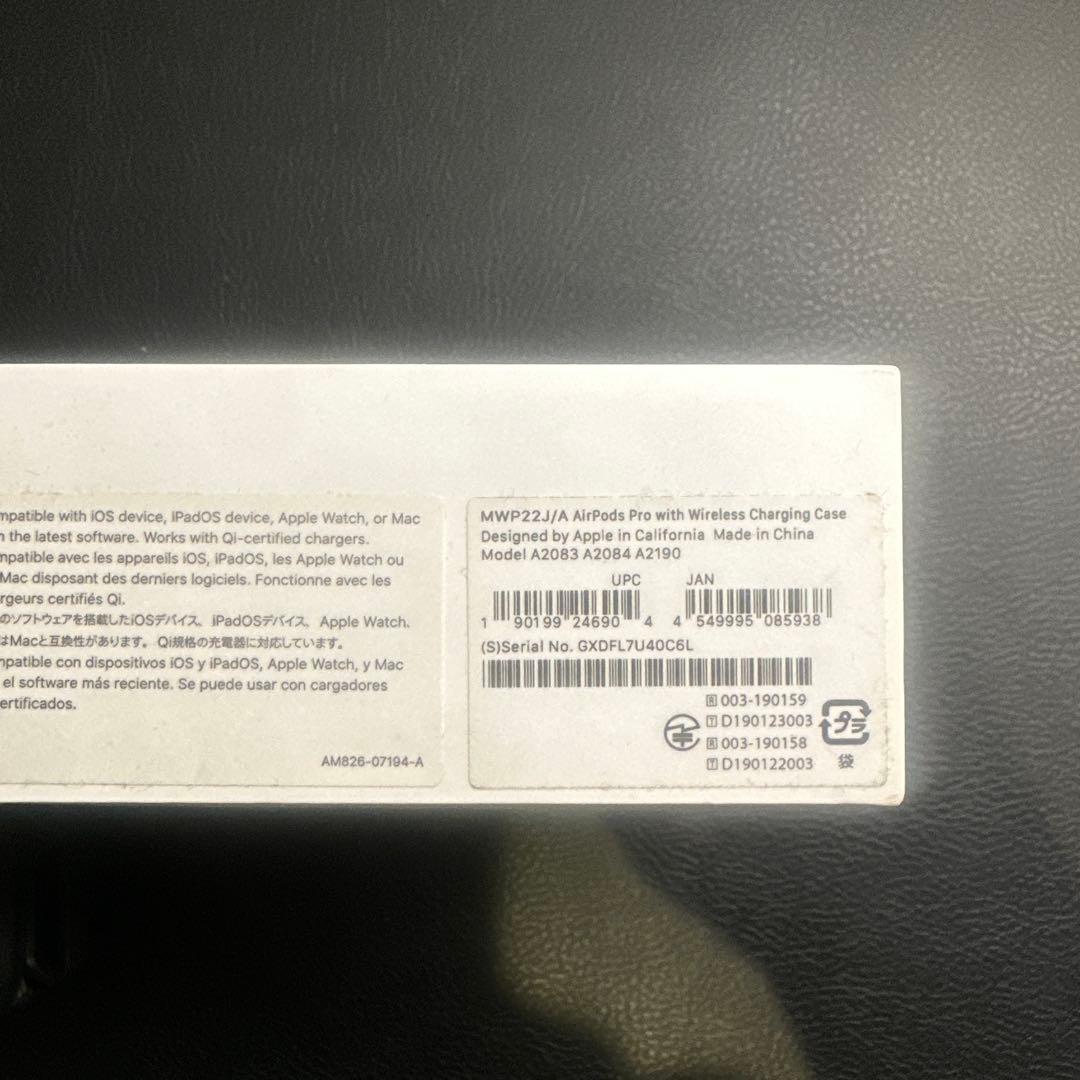 mpatible with iOS device, iPadOS device, Apple Watch, or Mac
the latest software. Works with Qi-certified chargers.
mpatible avec les appareils iOS, iPadOS, les Apple Watch ou
Mac disposant des derniers logiciels. Fonctionne avec les
rgeurs certifiés Qi.
のソフトウェアを搭載したiOSデバイス、iPadOSデバイス、Apple Watch、
はMacと互換性があります。Qi規格の充電器に対応しています。
mpatible con dispositivos iOS y iPadOS, Apple Watch, y Mac
el software más reciente. Se puede usar con cargadores
ertificados.
AM826-07194-A
MWP22J/A AirPods Pro with Wireless Charging Case
Designed by Apple in California Made in China
Model A2083 A2084 A2190
UPC JAN
1 90199 24690 4 4 549995 085938
(S)Serial No. GXDFL7U40C6L
R 003-190159
T D190123003
R 003-190158
T D190122003
プラ
袋